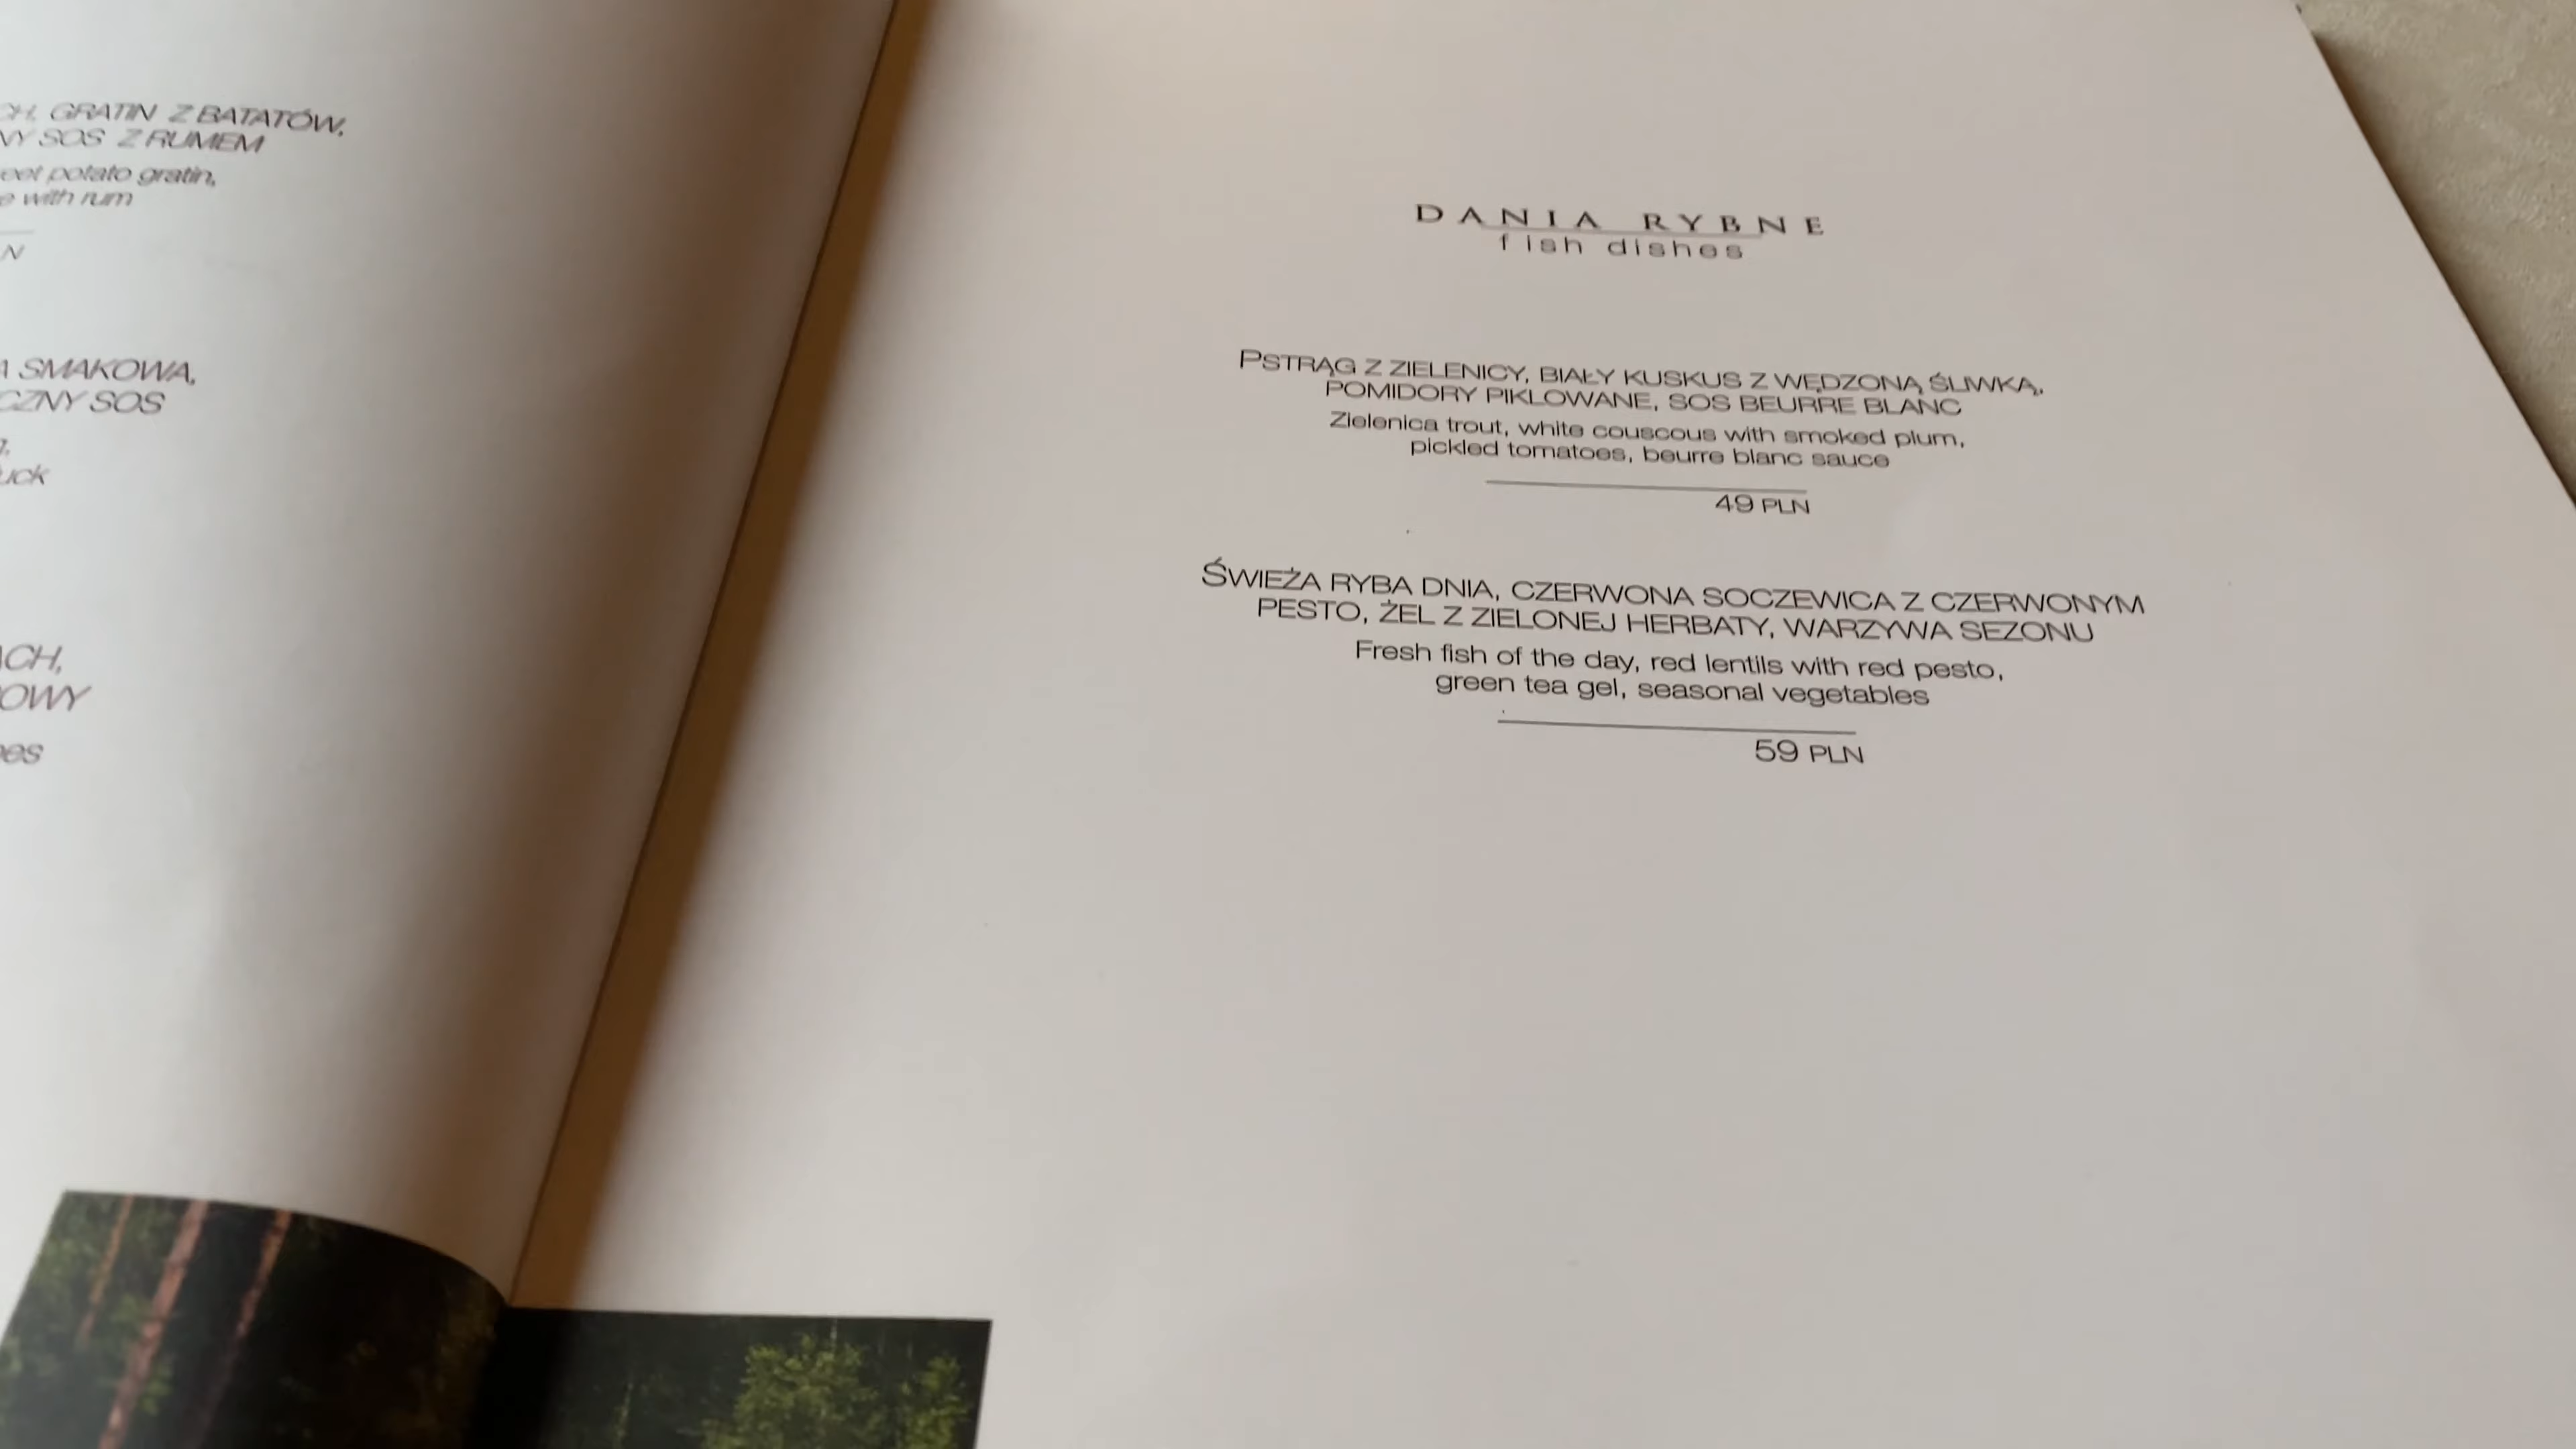 GRATIN Z BATATÓW,
SOS Z RUMEM
potato gratin,
with rum
SMAKOWA,
SOS
DANIA RYBNE
fish dishes
PSTRĄG Z ZIELENICY, BIAŁY KUSKUS Z WĘDZONĄ ŚLIWKĄ,
POMIDORY PIKLOWANE, SOS BEURRE BLANC
Zielenica trout, white couscous with smoked plum,
pickled tomatoes, beurre blanc sauce
49 PLN
ŚWIEŻA RYBA DNIA, CZERWONA SOCZEWICA Z CZERWONYM
PESTO, ŻEL Z ZIELONEJ HERBATY, WARZYWA SEZONU
Fresh fish of the day, red lentils with red pesto,
green tea gel, seasonal vegetables
59 PLN